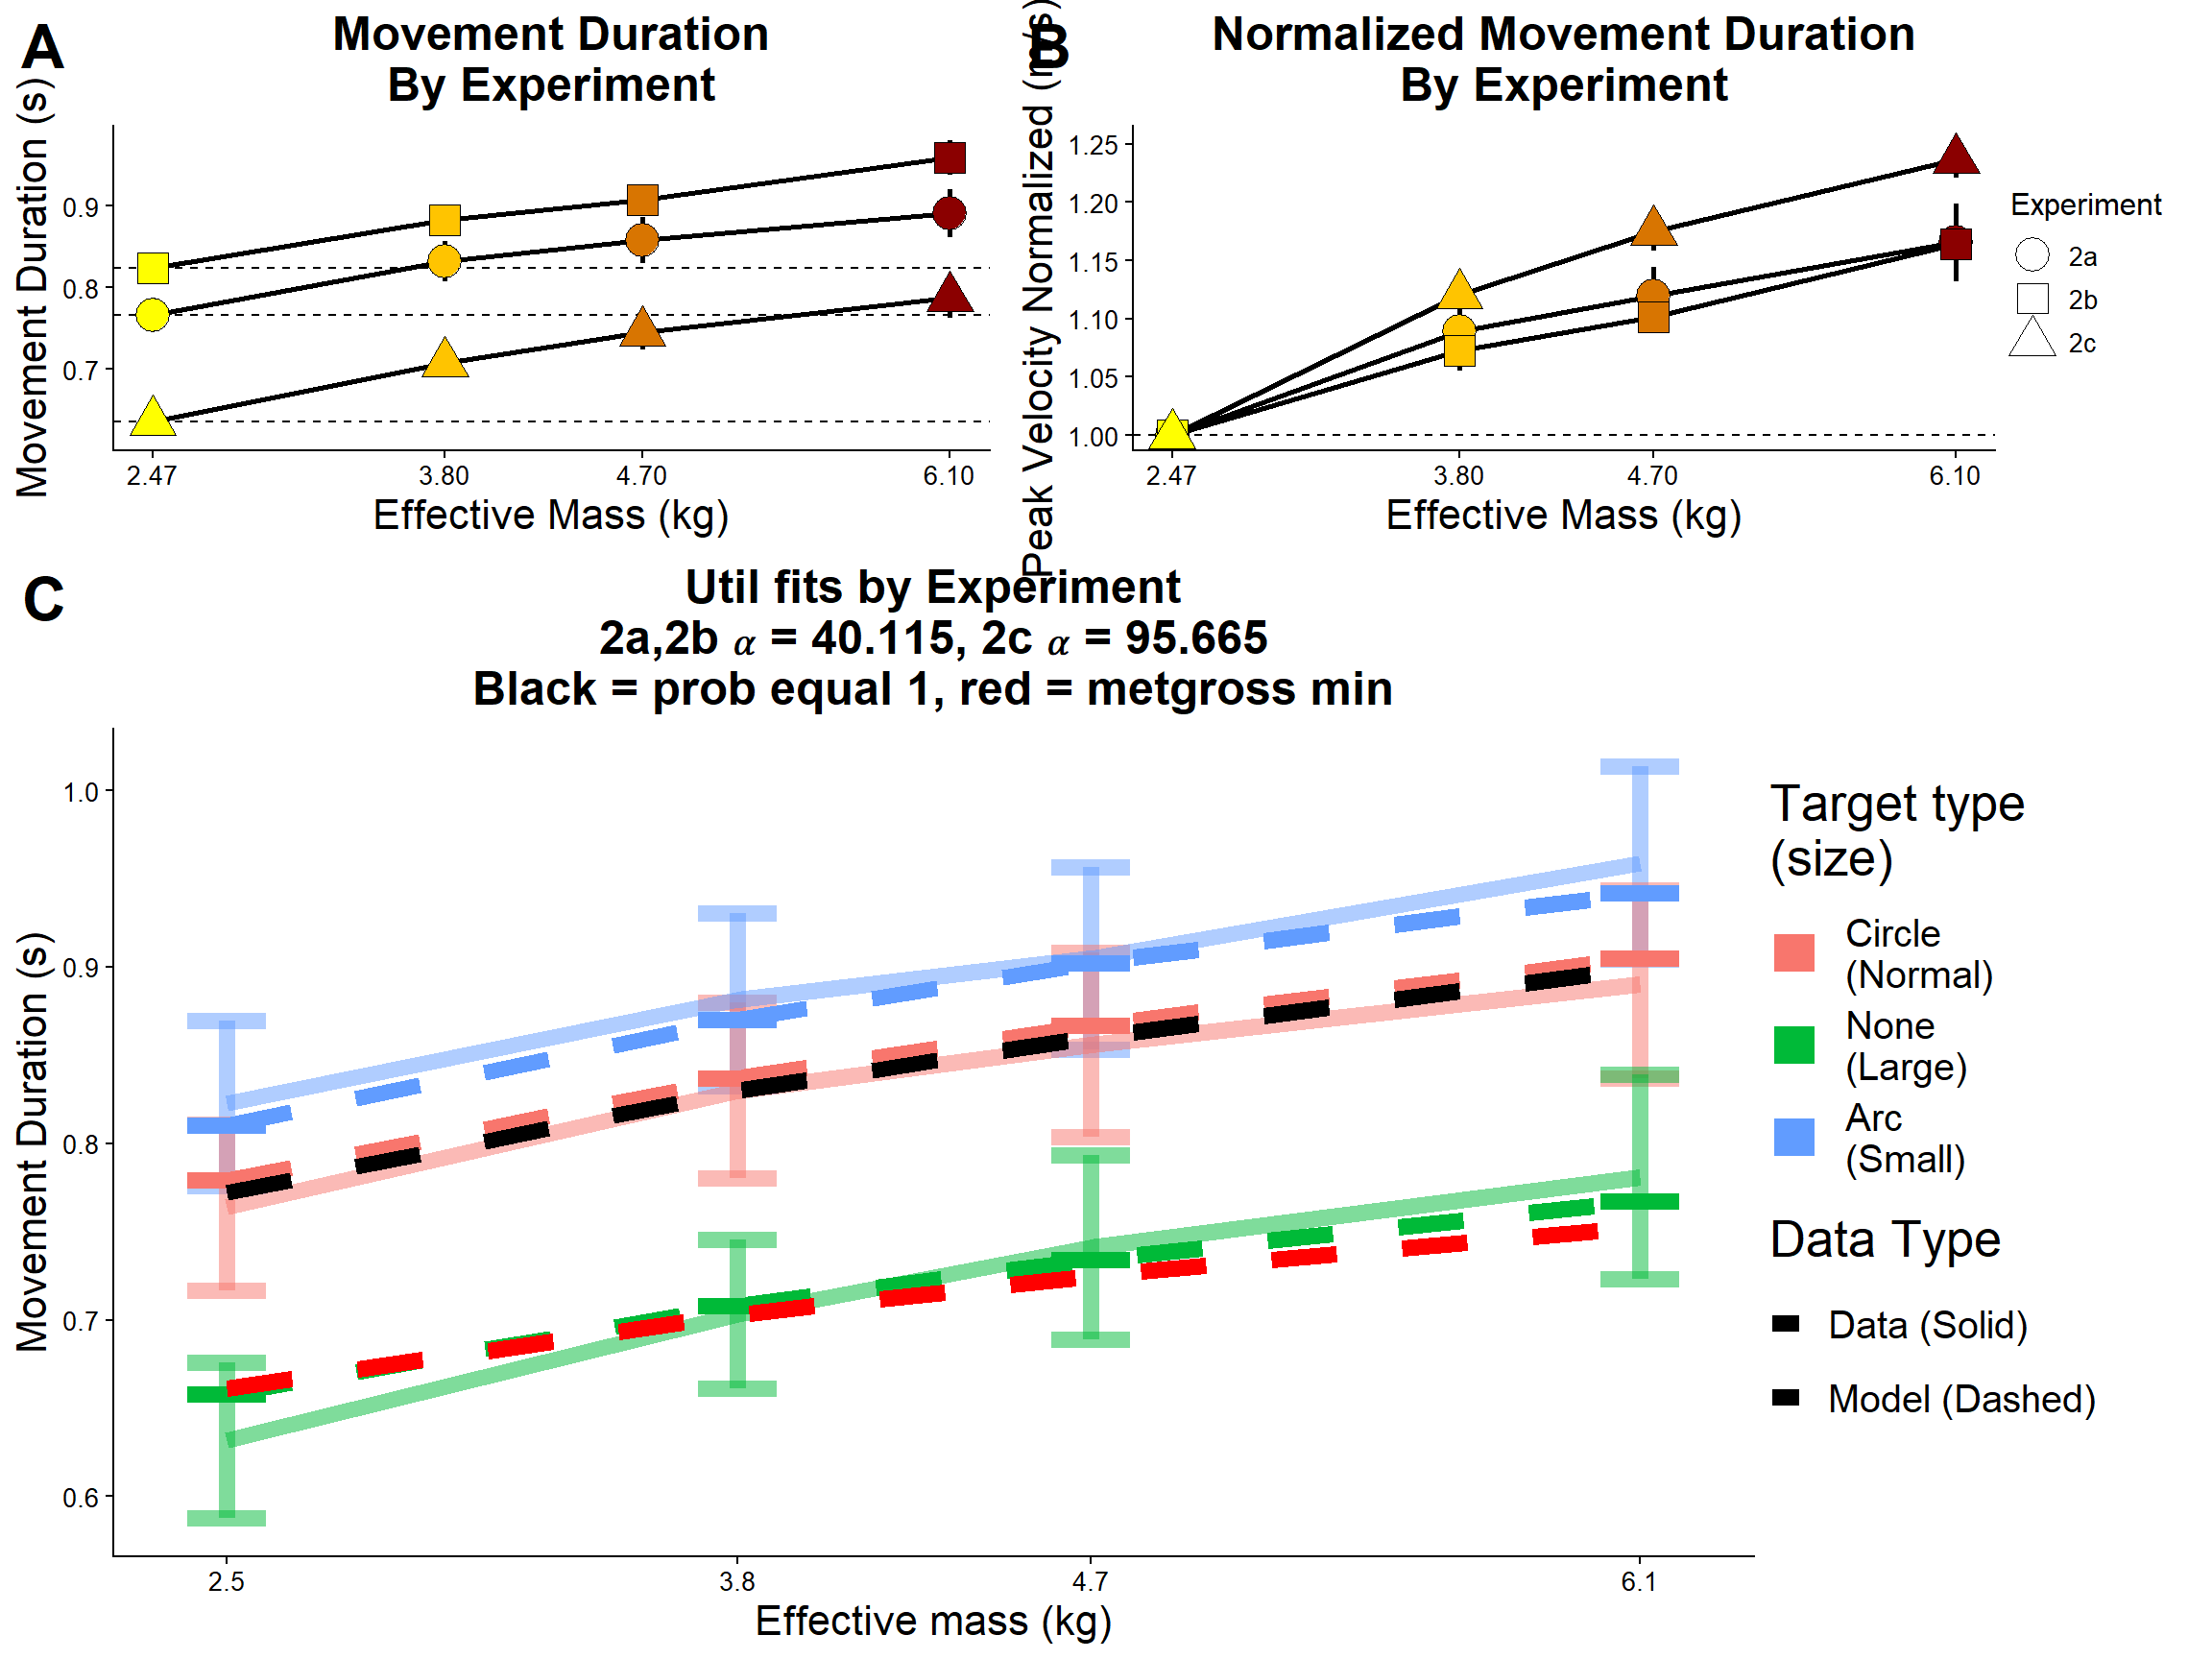 A
Movement Duration
By Experiment
Movement Duration (s)
0.9
0.8
0.7
2.47
3.80
4.70
6.10
Effective Mass (kg)
B
Normalized Movement Duration
By Experiment
Peak Velocity Normalized (m/s)
1.25
1.20
1.15
1.10
1.05
1.00
2.47
3.80
4.70
6.10
Effective Mass (kg)
Experiment
2a
2b
2c
C
Util fits by Experiment
2a,2b α = 40.115, 2c α = 95.665
Black = prob equal 1, red = metgross min
Movement Duration (s)
1.0
0.9
0.8
0.7
0.6
2.5
3.8
4.7
6.1
Effective mass (kg)
Target type
(size)
Circle
(Normal)
None
(Large)
Arc
(Small)
Data Type
Data (Solid)
Model (Dashed)